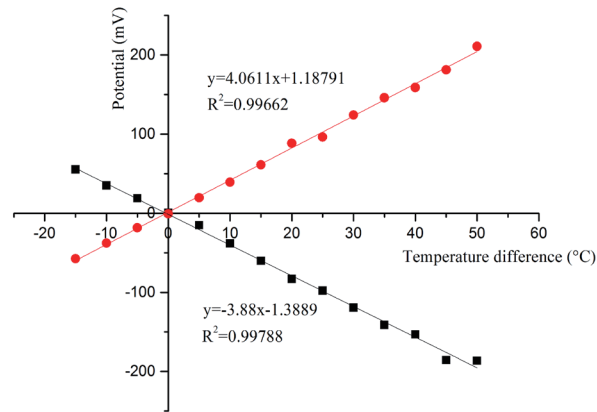 Potential (mV)
200
y=4.0611x+1.18791
R²=0.99662
100
0
-20
-10
0
10
20
30
40
50
60
Temperature difference (°C)
-100
y=-3.88x-1.3889
R²=0.99788
-200